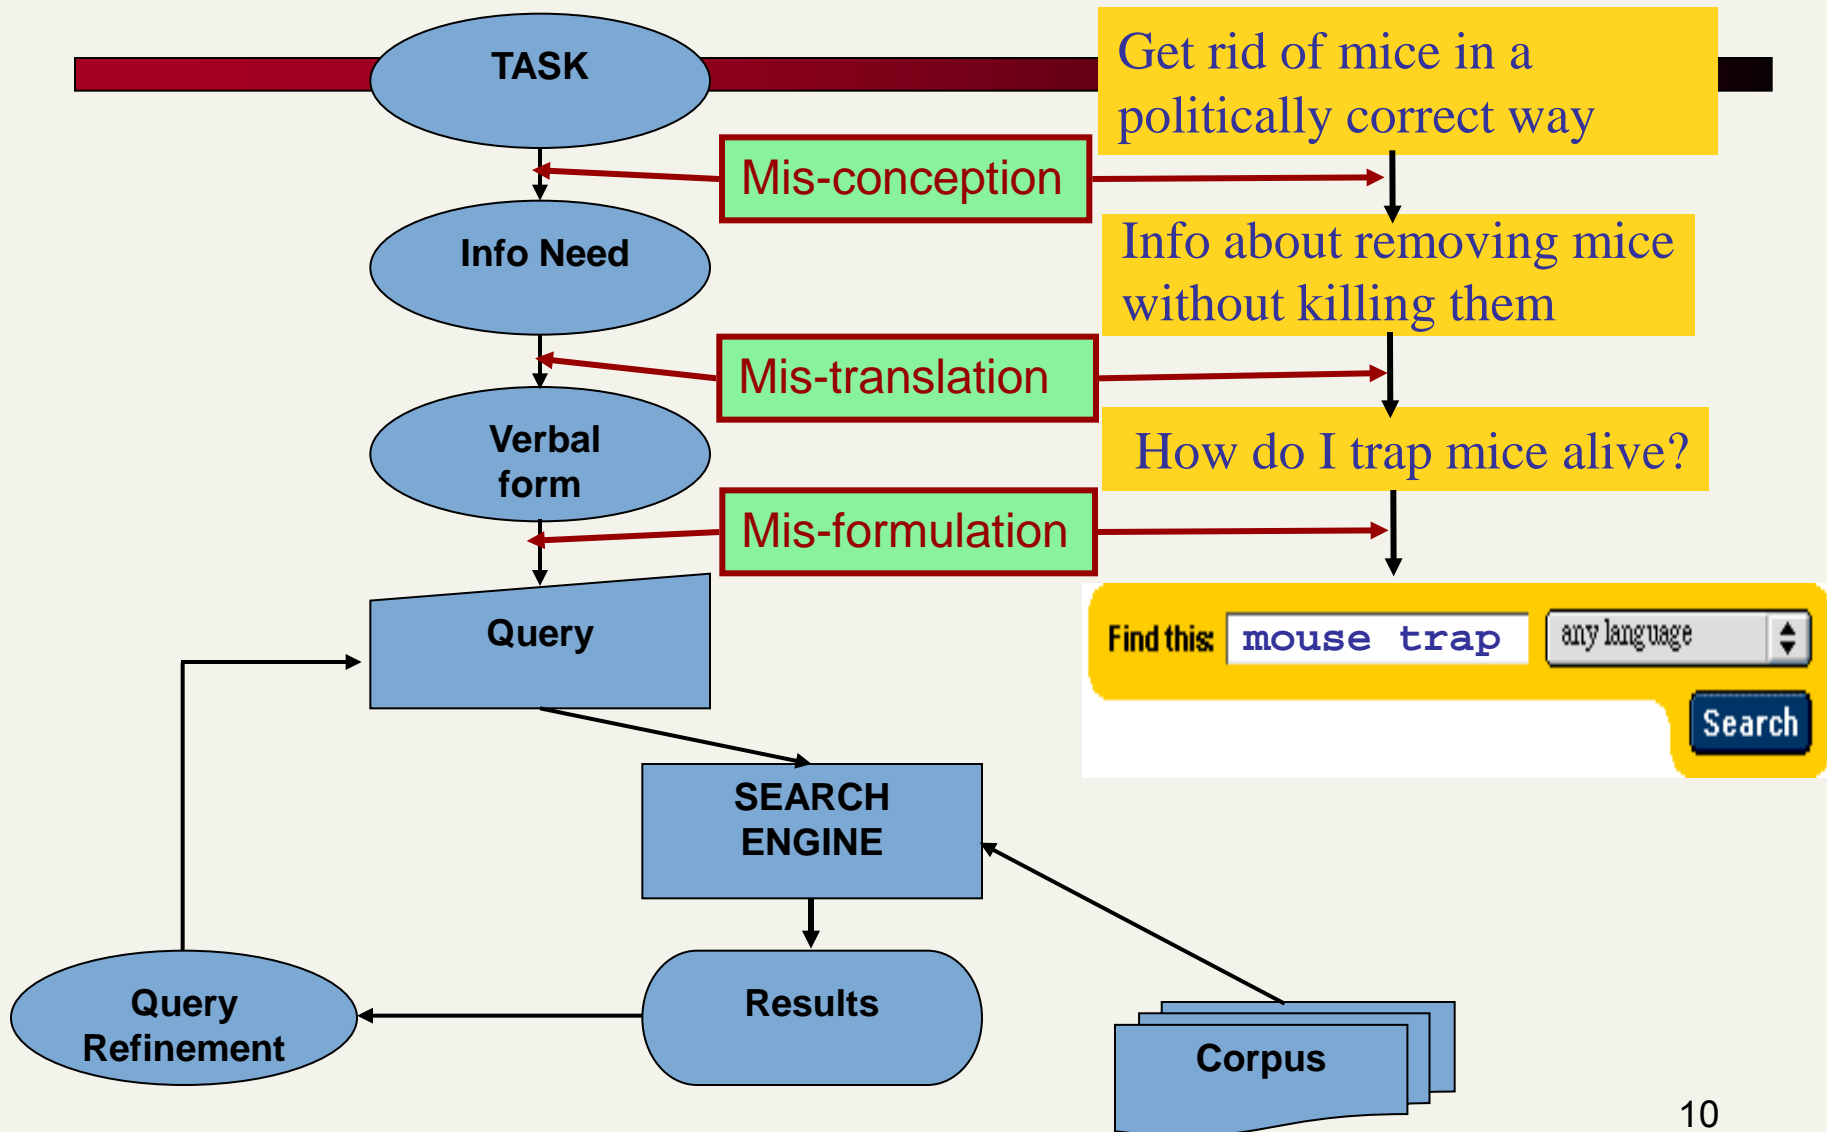 TASK
Get rid of mice in a
politically correct way
Mis-conception
Info Need
Info about removing mice
without killing them
Mis-translation
Verbal
form
How do I trap mice alive?
Mis-formulation
Query
Find this: mouse trap any language
Search
SEARCH
ENGINE
Query
Refinement
Results
Corpus
10